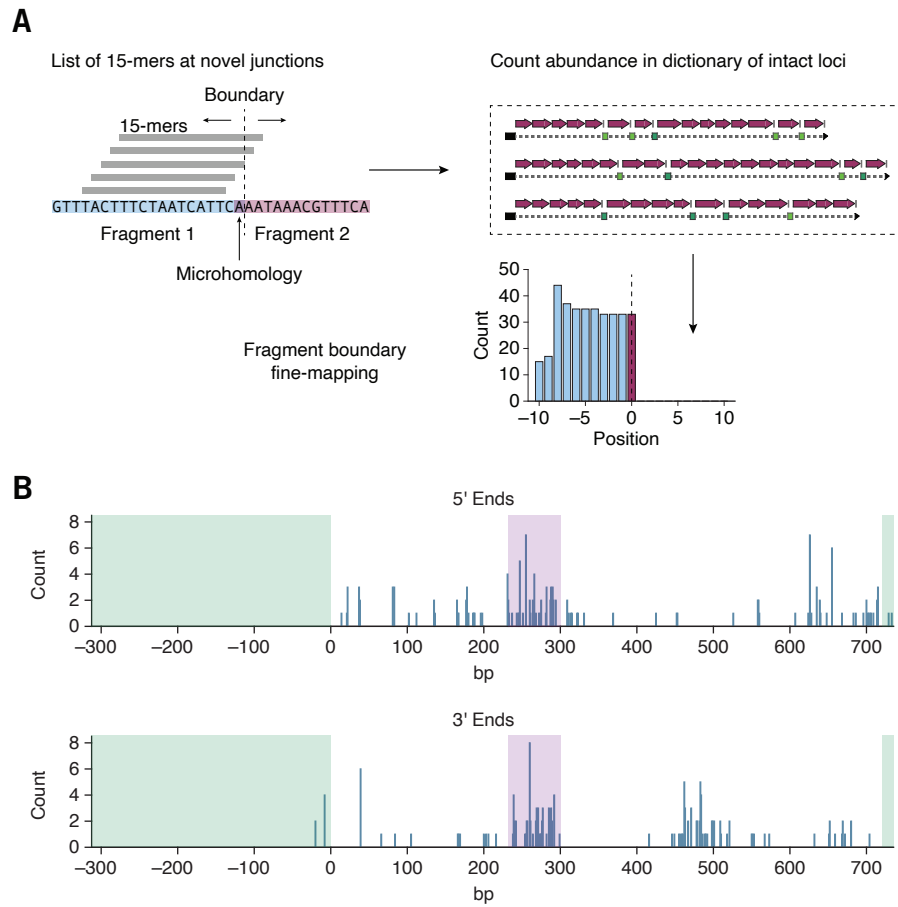 A
List of 15-mers at novel junctions
Boundary
15-mers
GTTTACTTTCTAATCATTCAAATAAACGTTTCA
Fragment 1
Fragment 2
Microhomology
Fragment boundary
fine-mapping
Count abundance in dictionary of intact loci
50
40
30
20
10
0
Count
−10
−5
0
5
10
Position
B
5' Ends
8
6
4
2
0
Count
−300
−200
−100
0
100
200
300
400
500
600
700
bp
3' Ends
8
6
4
2
0
Count
−300
−200
−100
0
100
200
300
400
500
600
700
bp